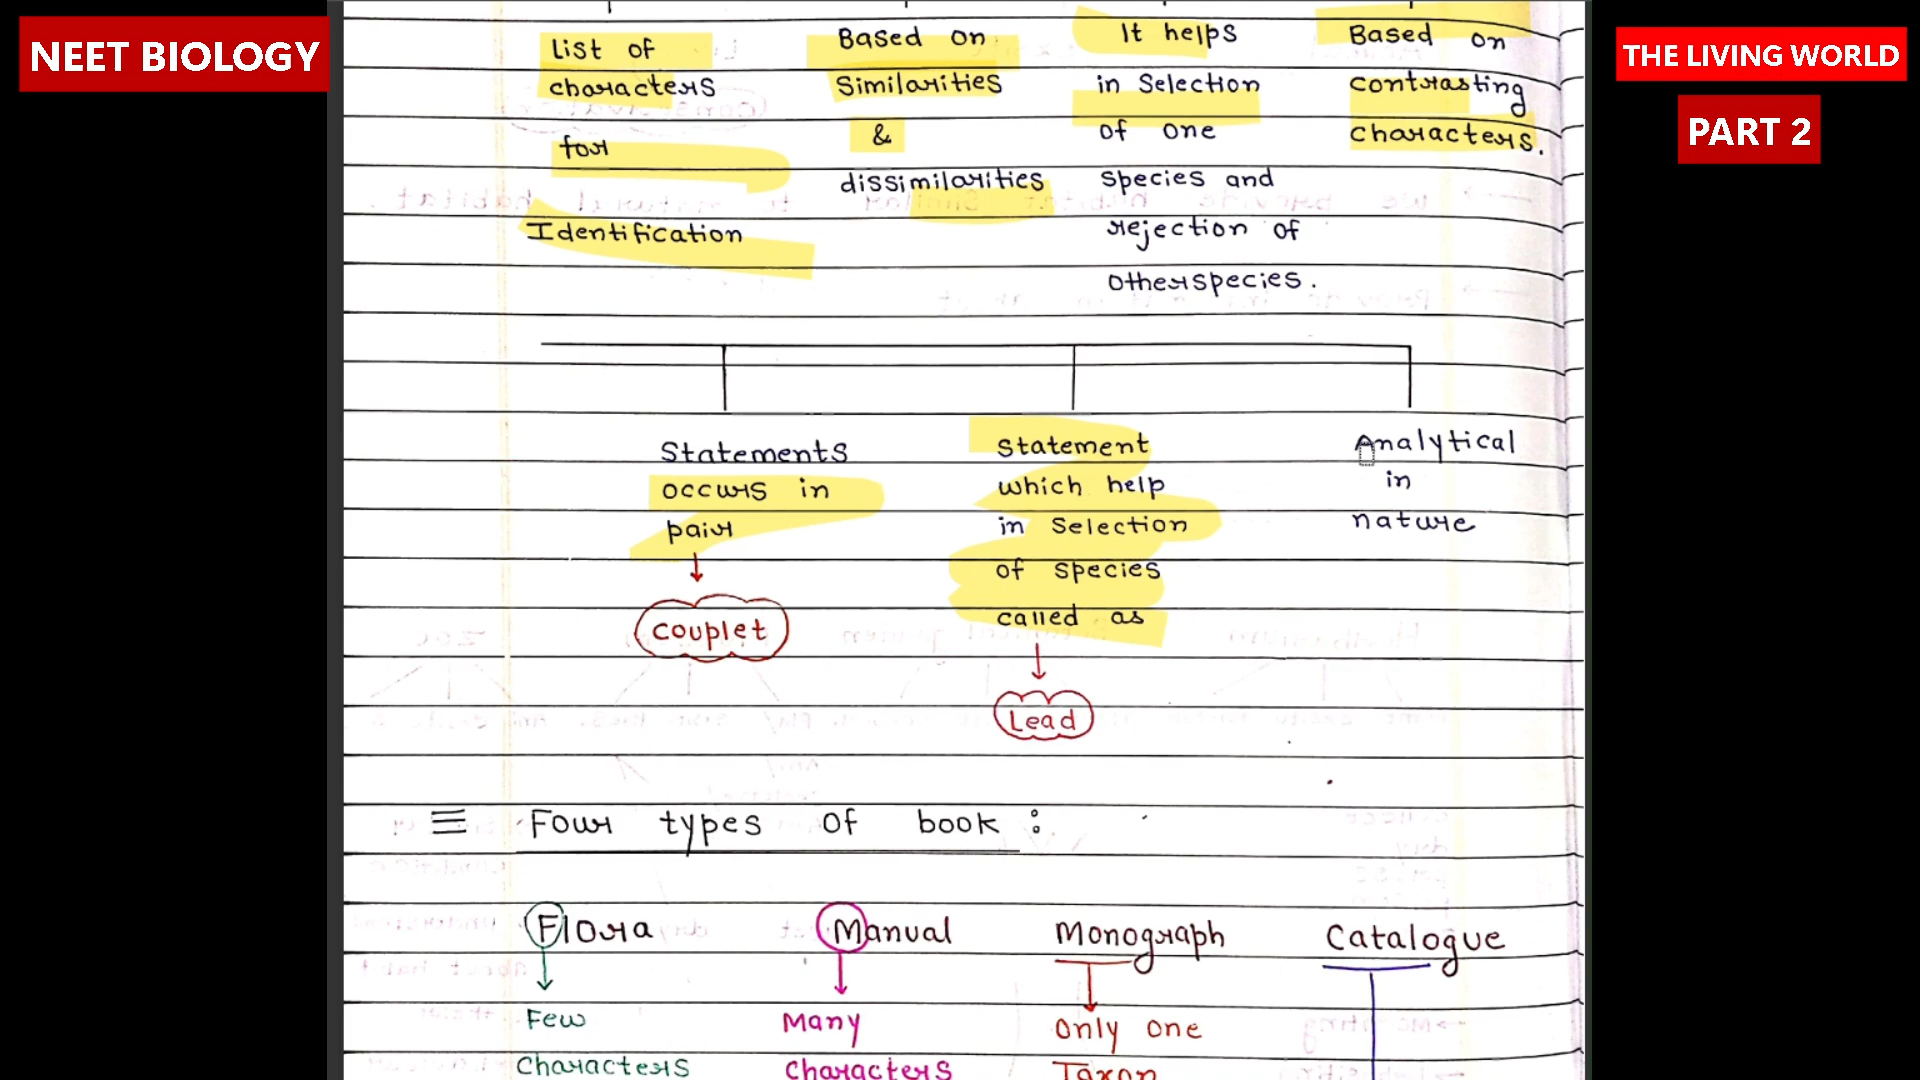 NEET BIOLOGY
THE LIVING WORLD
PART 2
List of
characters
for
Identification
Based on
Similarities
&
dissimilarities
It helps
in Selection
of one
species and
rejection of
otherspecies.
Based on
contrasting
characters.
Statements
occurs in
pair
couplet
Statement
which help
in Selection
of species
called as
Lead
Analytical
in
nature
Four types of book :
Flora
Few
Characters
Manual
Many
Characters
Monograph
Only one
Taxon
Catalogue